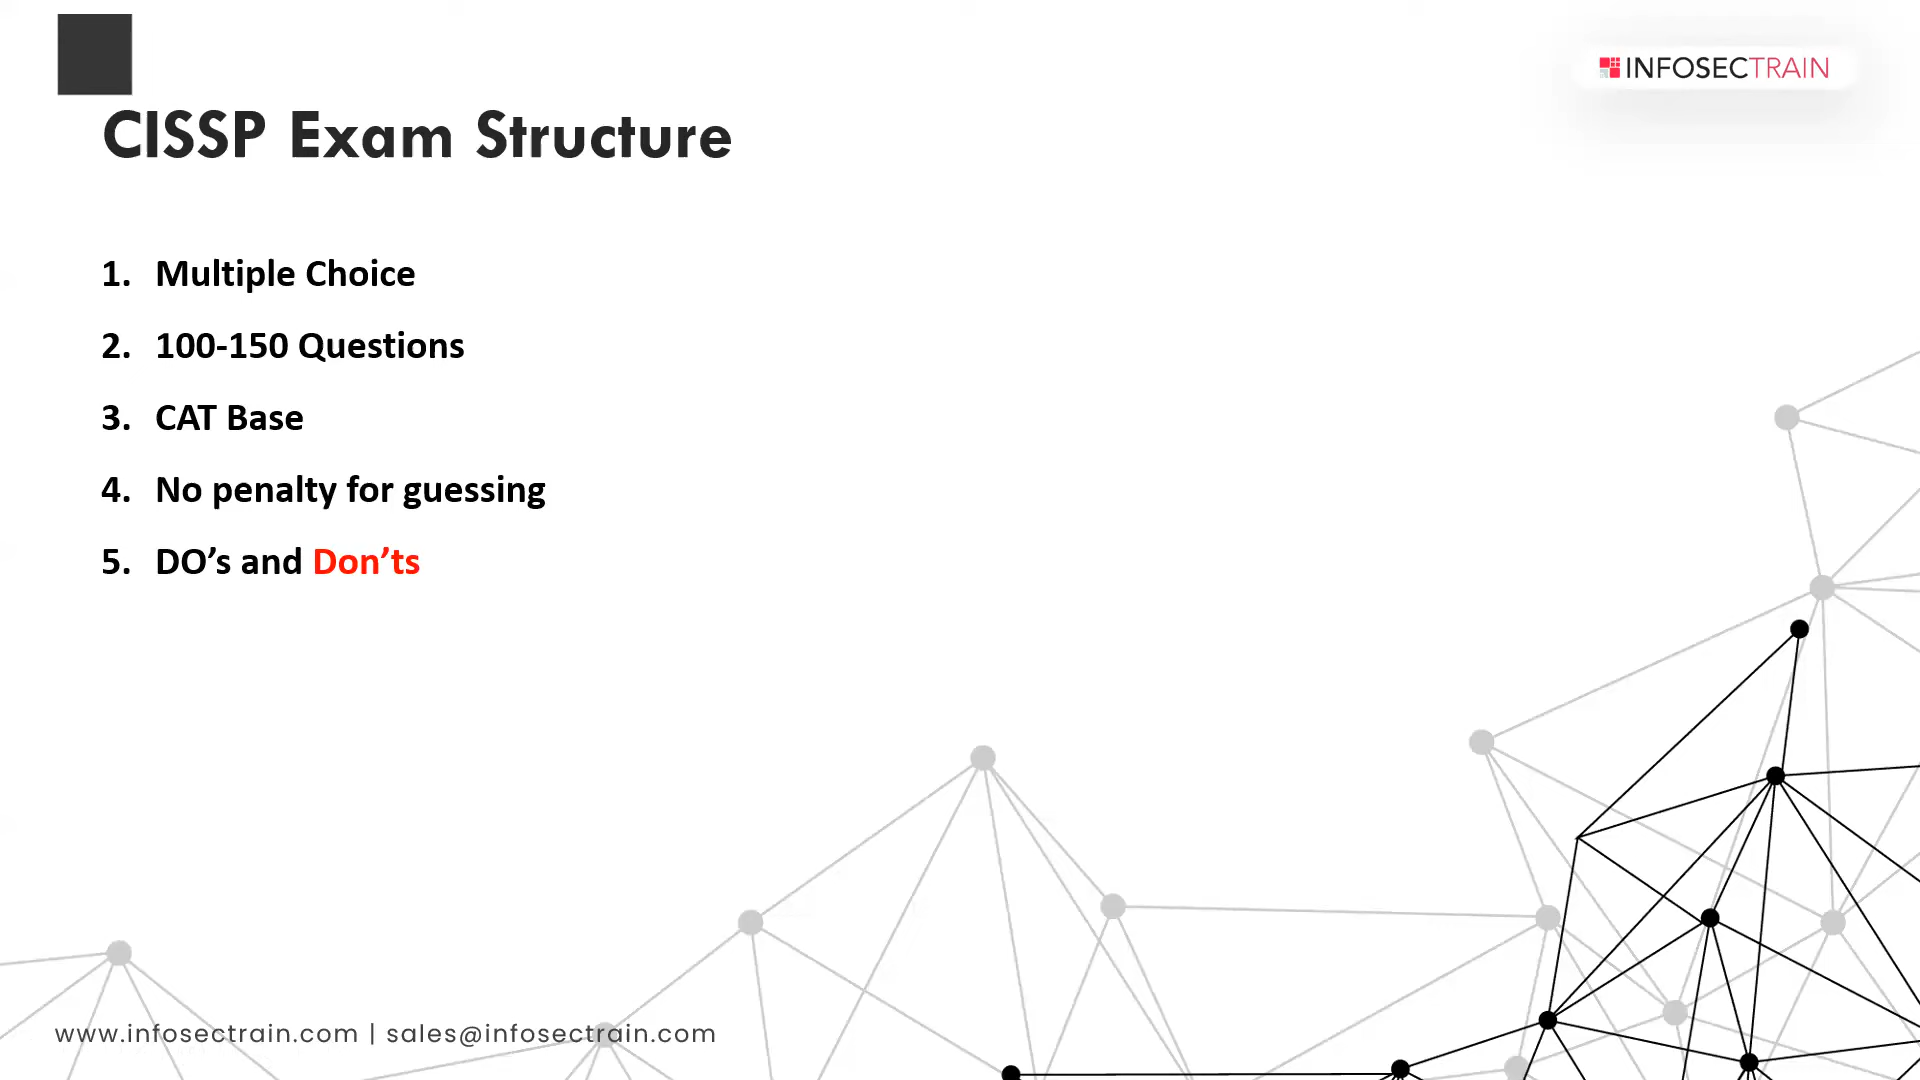 INFOSECTRAIN
CISSP Exam Structure
1. Multiple Choice
2. 100-150 Questions
3. CAT Base
4. No penalty for guessing
5. DO’s and Don’ts
www.infosectrain.com | sales@infosectrain.com